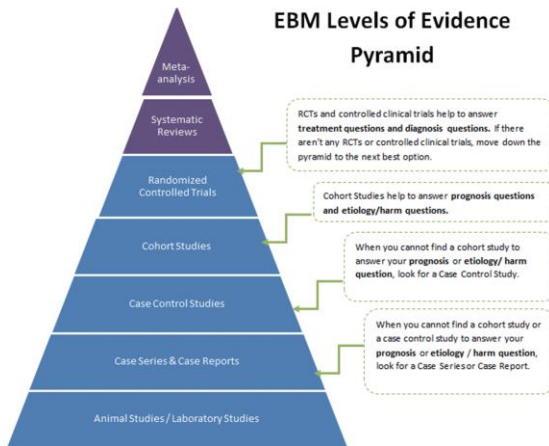 EBM Levels of Evidence
Pyramid
Meta-
analysis
Systematic
Reviews
RCTs and controlled clinical trials help to answer
treatment questions and diagnosis questions. If there
aren't any RCTs or controlled clinical trials, move down the
pyramid to the next best option.
Randomized
Controlled Trials
Cohort Studies help to answer prognosis questions
and etiology/harm questions.
Cohort Studies
When you cannot find a cohort study to
answer your prognosis or etiology/ harm
question, look for a Case Control Study.
Case Control Studies
When you cannot find a cohort study or
a case control study to answer your
prognosis or etiology / harm question,
look for a Case Series or Case Report.
Case Series & Case Reports
Animal Studies / Laboratory Studies